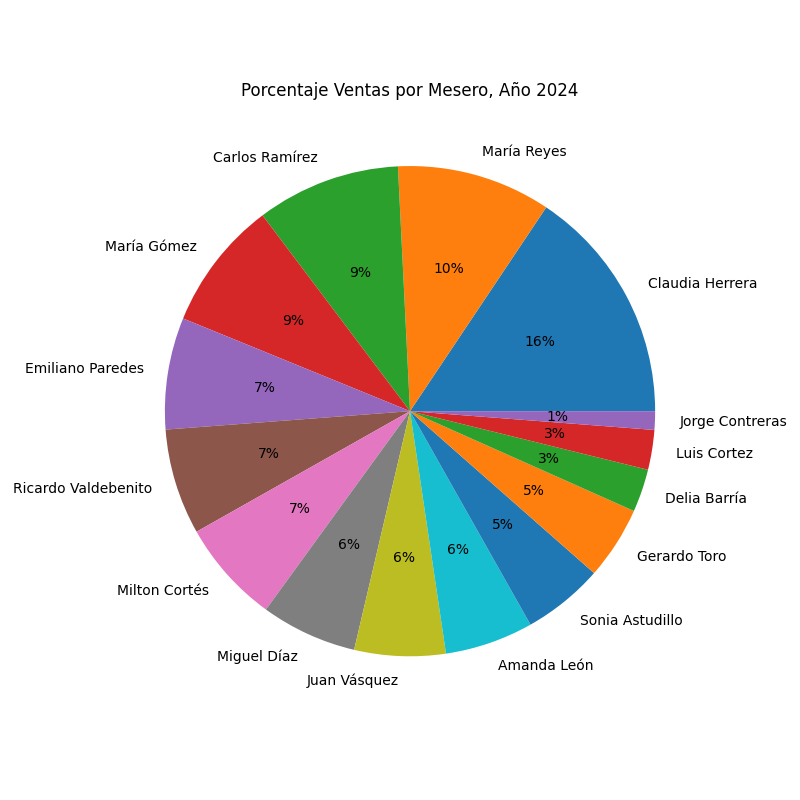 Porcentaje Ventas por Mesero, Año 2024
Claudia Herrera
16%
María Reyes
10%
Carlos Ramírez
9%
María Gómez
9%
Emiliano Paredes
7%
Ricardo Valdebenito
7%
Milton Cortés
7%
Miguel Díaz
6%
Juan Vásquez
6%
Amanda León
6%
Sonia Astudillo
5%
Gerardo Toro
5%
Delia Barría
3%
Luis Cortez
3%
Jorge Contreras
1%